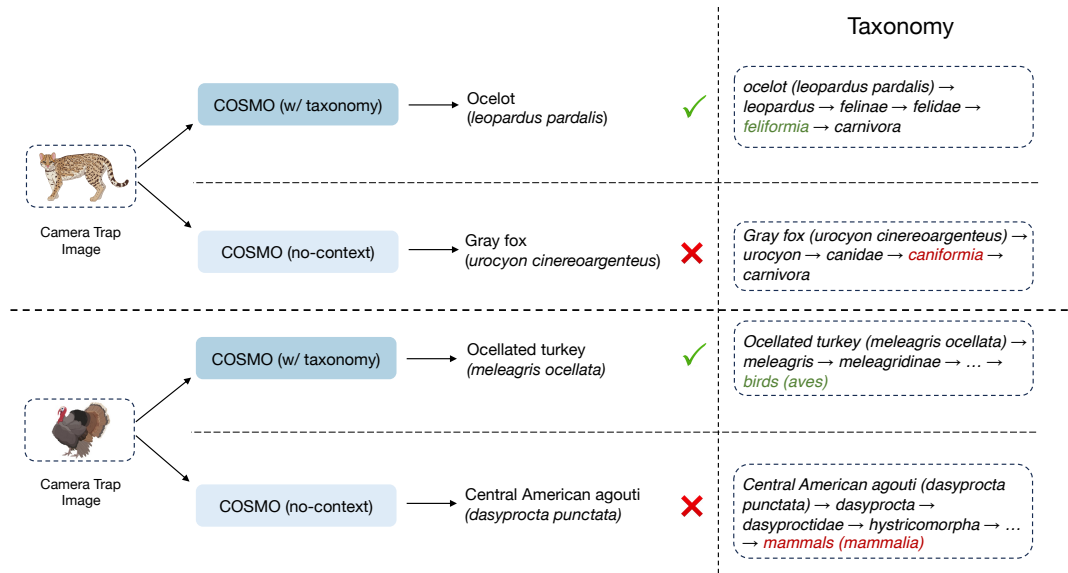 Taxonomy
COSMO (w/ taxonomy)
Ocelot
(leopardus pardalis)
ocelot (leopardus pardalis) →
leopardus → felinae → felidae →
feliformia → carnivora
Camera Trap
Image
COSMO (no-context)
Gray fox
(urocyon cinereoargenteus)
Gray fox (urocyon cinereoargenteus) →
urocyon → canidae → caniformia →
carnivora
COSMO (w/ taxonomy)
Ocellated turkey
(meleagris ocellata)
Ocellated turkey (meleagris ocellata) →
meleagris → meleagridinae → … →
birds (aves)
Camera Trap
Image
COSMO (no-context)
Central American agouti
(dasyprocta punctata)
Central American agouti (dasyprocta
punctata) → dasyprocta →
dasyproctidae → hystricomorpha → …
→ mammals (mammalia)